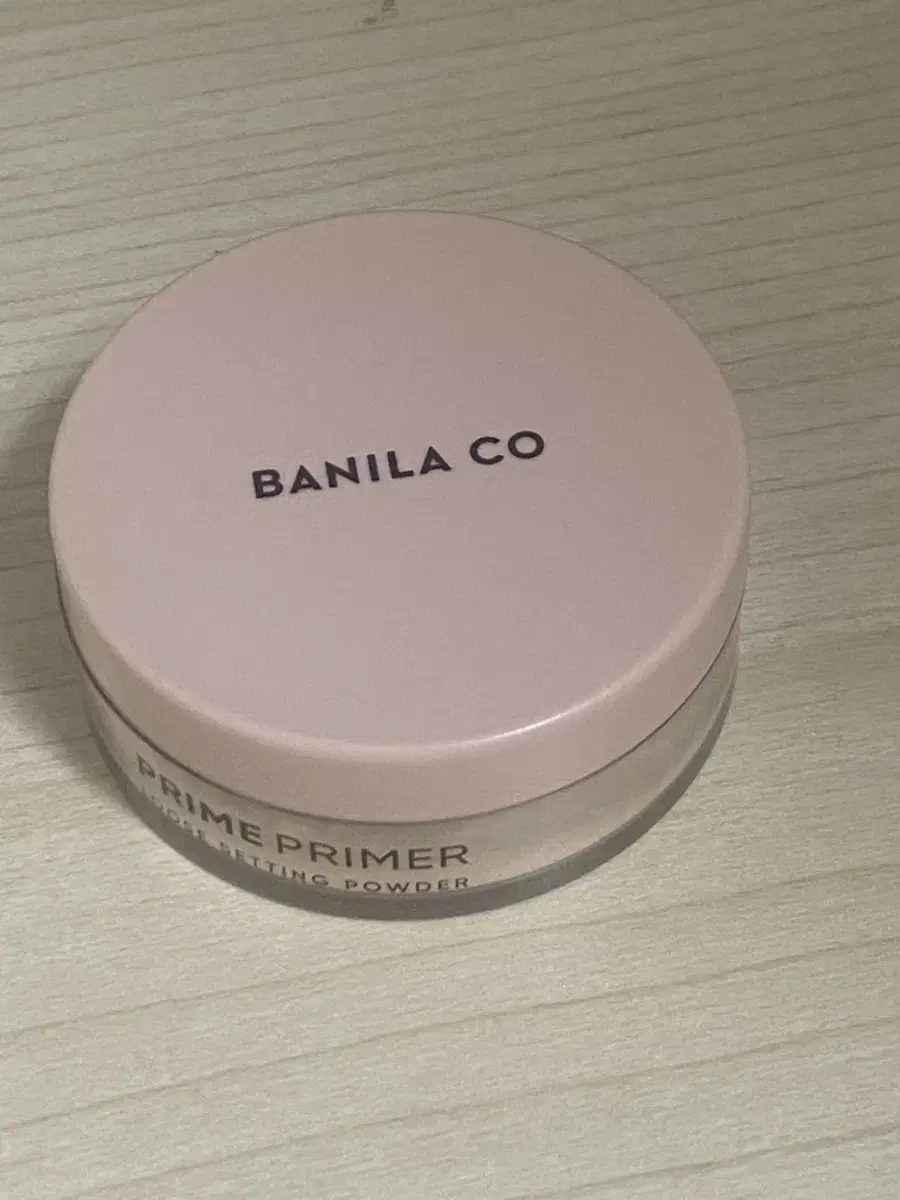 BANILA CO
PRIME PRIMER
LOOSE SETTING POWDER